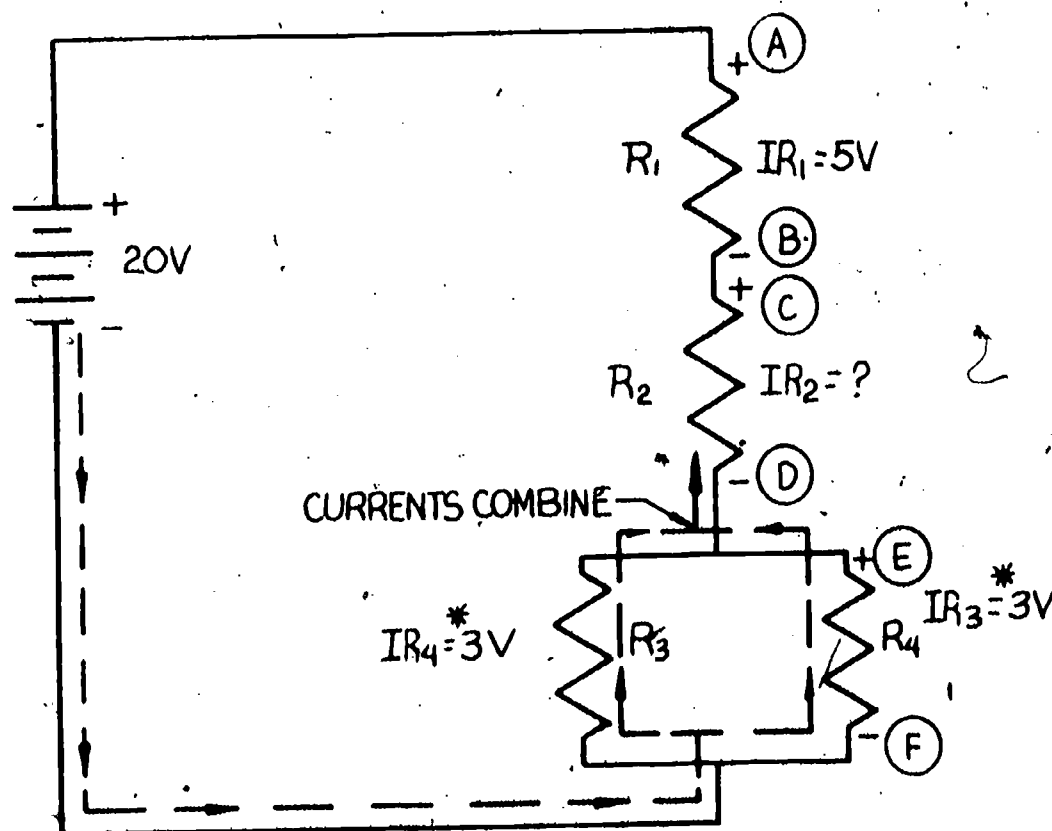 A
+
R₁ IR₁=5V
+
20V
B
−
+
C
−
R₂ IR₂=?
D
−
CURRENTS COMBINE
+ E
IR₃=*3V
IR₄=*3V R₃ R₄
− F